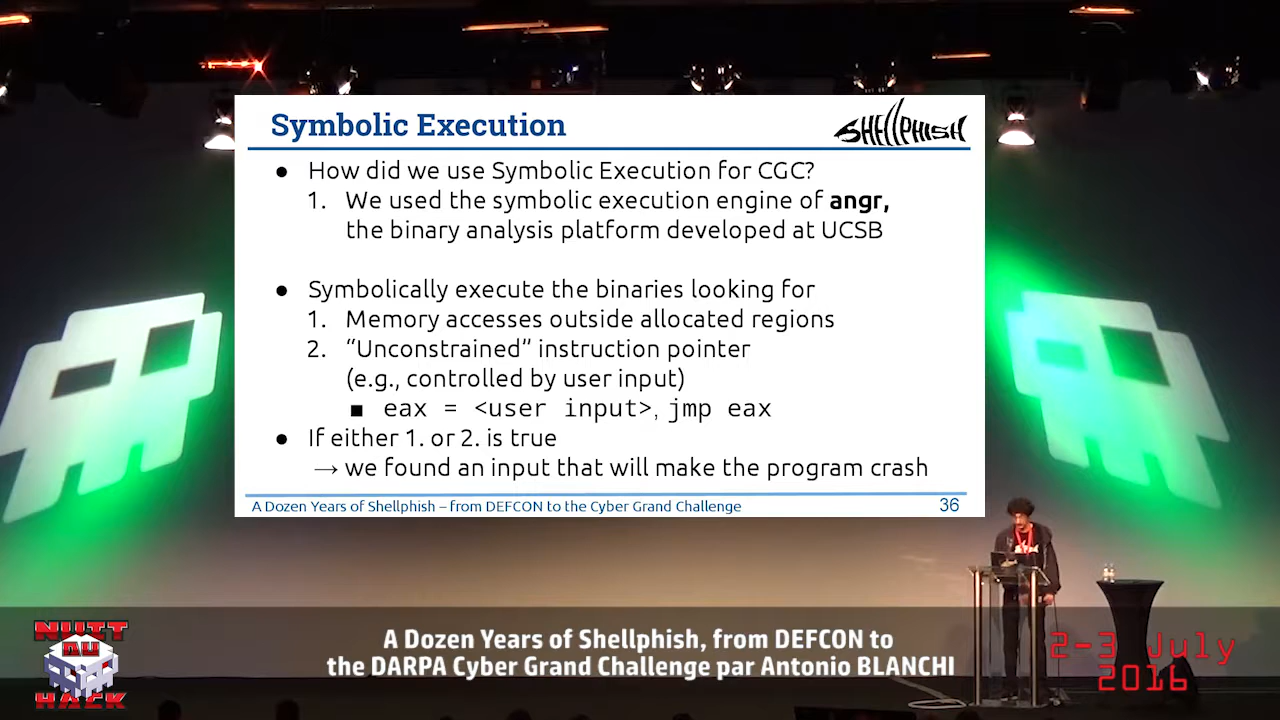 Symbolic Execution
SHELLPHISH
● How did we use Symbolic Execution for CGC?
1. We used the symbolic execution engine of angr,
the binary analysis platform developed at UCSB
● Symbolically execute the binaries looking for
1. Memory accesses outside allocated regions
2. “Unconstrained” instruction pointer
(e.g., controlled by user input)
■ eax = <user input>, jmp eax
● If either 1. or 2. is true
→ we found an input that will make the program crash
A Dozen Years of Shellphish – from DEFCON to the Cyber Grand Challenge
36
NUIT
DU
HACK
A Dozen Years of Shellphish, from DEFCON to
the DARPA Cyber Grand Challenge par Antonio BLANCHI
2-3 July
2016